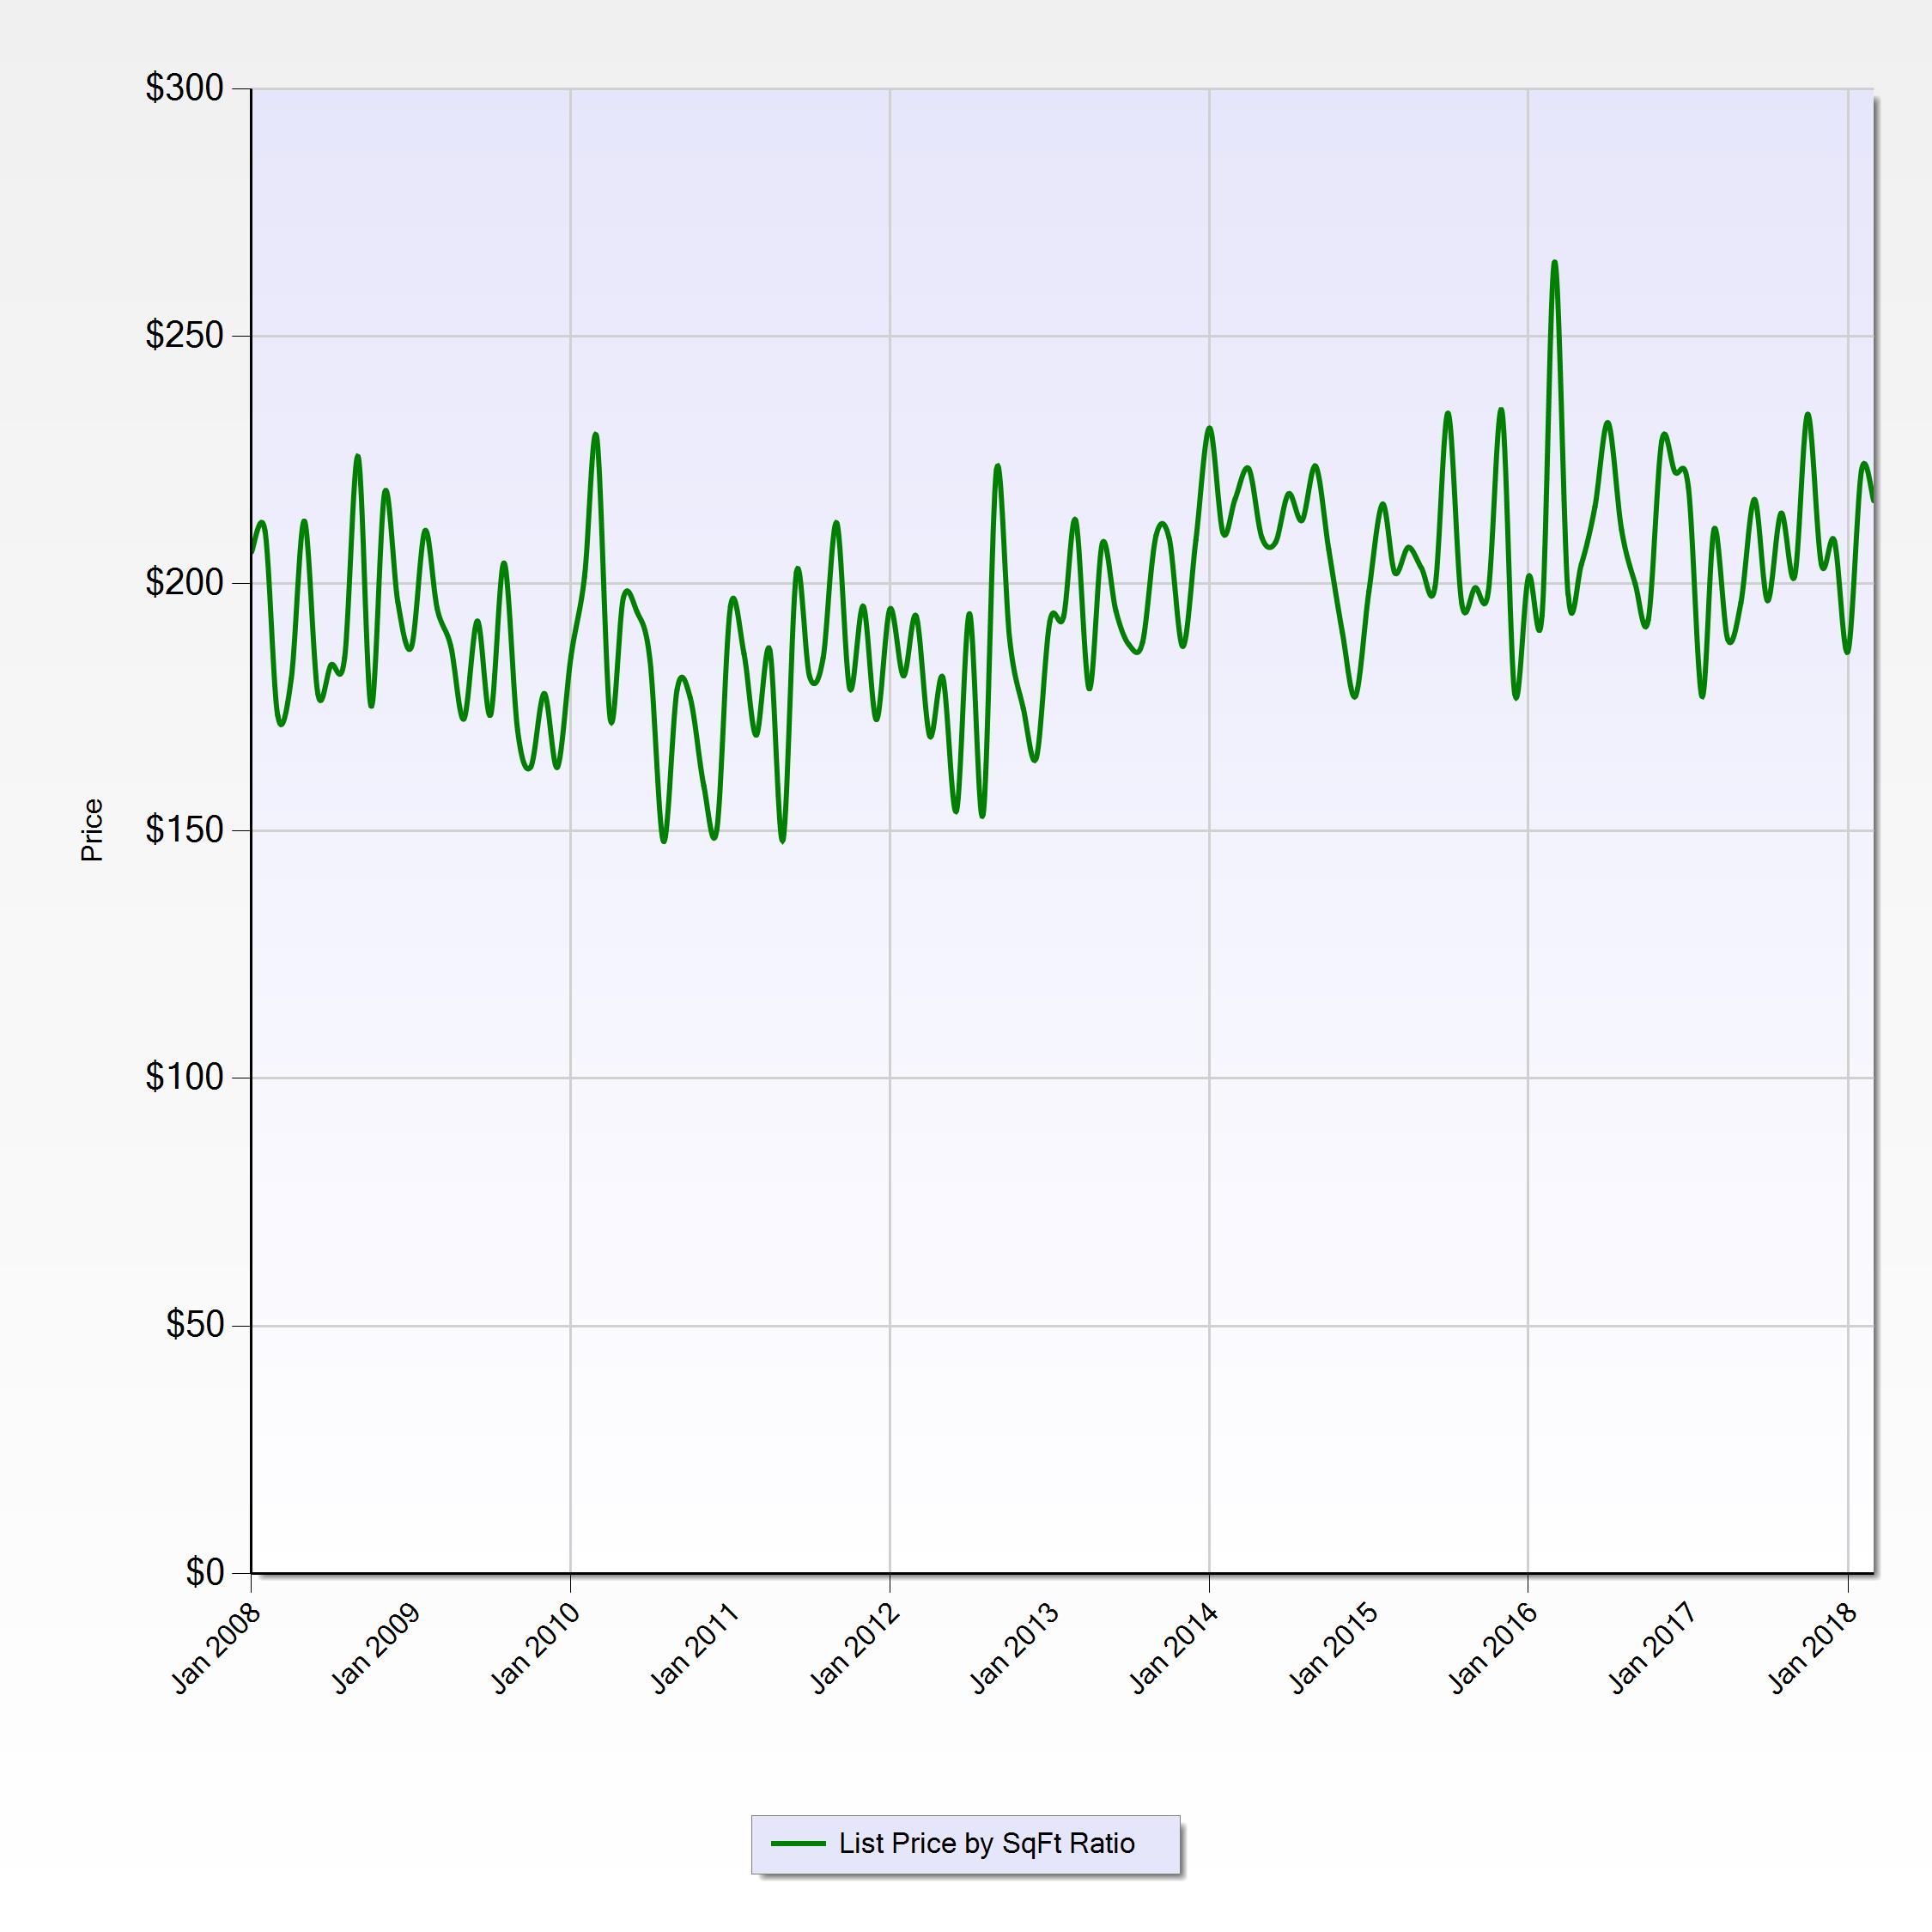 $300
$250
$200
$150
$100
$50
$0
Price
Jan 2008
Jan 2009
Jan 2010
Jan 2011
Jan 2012
Jan 2013
Jan 2014
Jan 2015
Jan 2016
Jan 2017
Jan 2018
List Price by SqFt Ratio